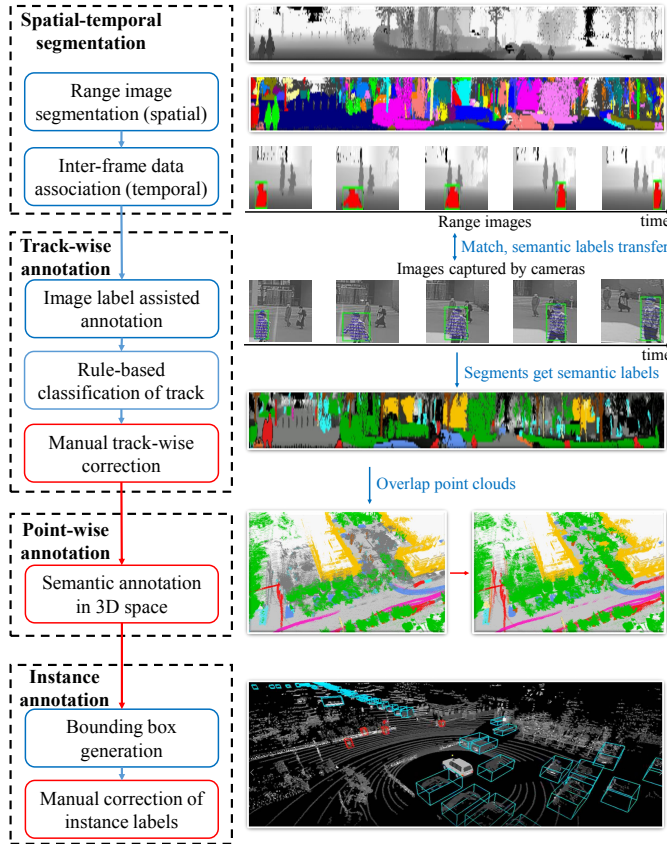 Spatial-temporal
segmentation
Range image
segmentation (spatial)
Inter-frame data
association (temporal)
Range images
time
Track-wise
annotation
Match, semantic labels transfer
Images captured by cameras
Image label assisted
annotation
time
Rule-based
classification of track
Segments get semantic labels
Manual track-wise
correction
Overlap point clouds
Point-wise
annotation
Semantic annotation
in 3D space
Instance
annotation
Bounding box
generation
Manual correction of
instance labels